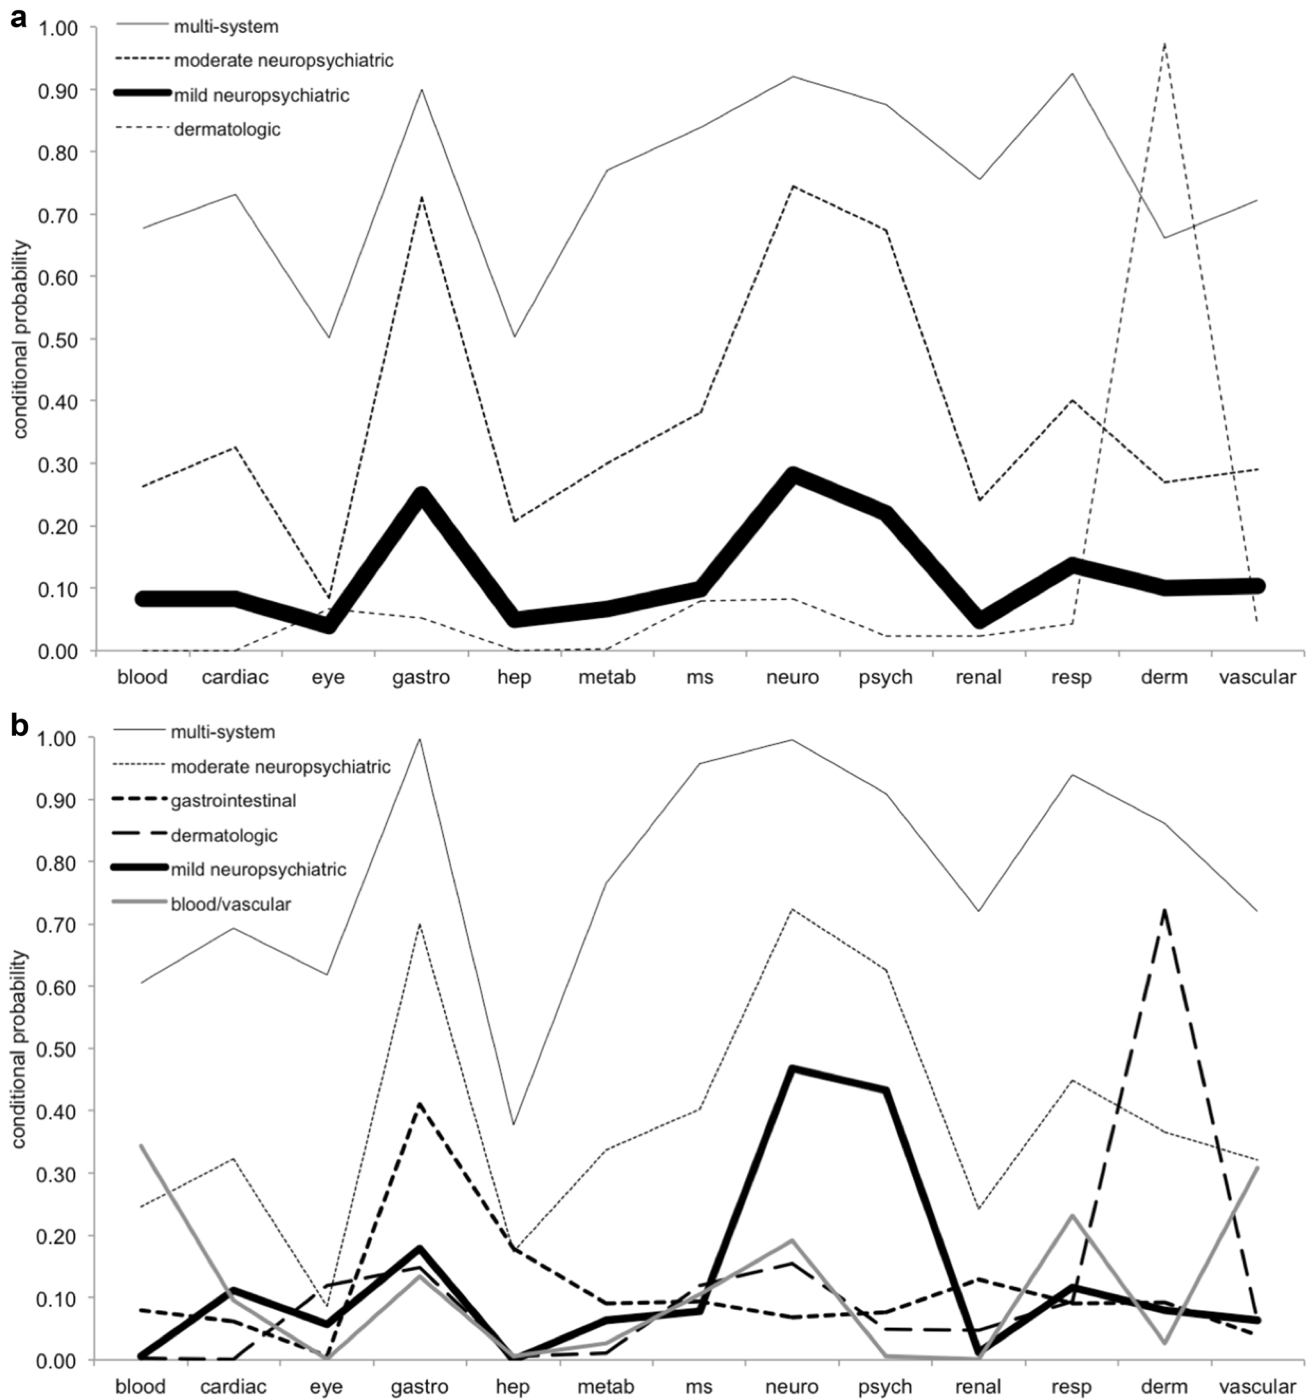 a
1.00
multi-system
moderate neuropsychiatric
0.90
mild neuropsychiatric
dermatologic
0.80
0.70
0.60
0.50
0.40
0.30
0.20
0.10
0.00
conditional probability
blood cardiac eye gastro hep metab ms neuro psych renal resp derm vascular
b
1.00
multi-system
moderate neuropsychiatric
0.90
gastrointestinal
dermatologic
0.80
mild neuropsychiatric
blood/vascular
0.70
0.60
0.50
0.40
0.30
0.20
0.10
0.00
conditional probability
blood cardiac eye gastro hep metab ms neuro psych renal resp derm vascular